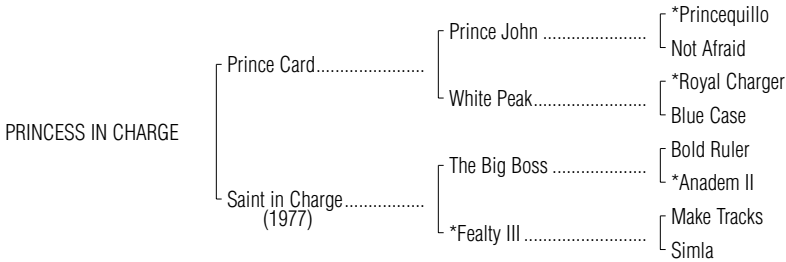 *Princequillo
Prince John ......................
Not Afraid
Prince Card.......................
*Royal Charger
White Peak........................
Blue Case
PRINCESS IN CHARGE
Bold Ruler
The Big Boss ....................
*Anadem II
Saint in Charge.................
(1977)
Make Tracks
*Fealty III ..........................
Simla